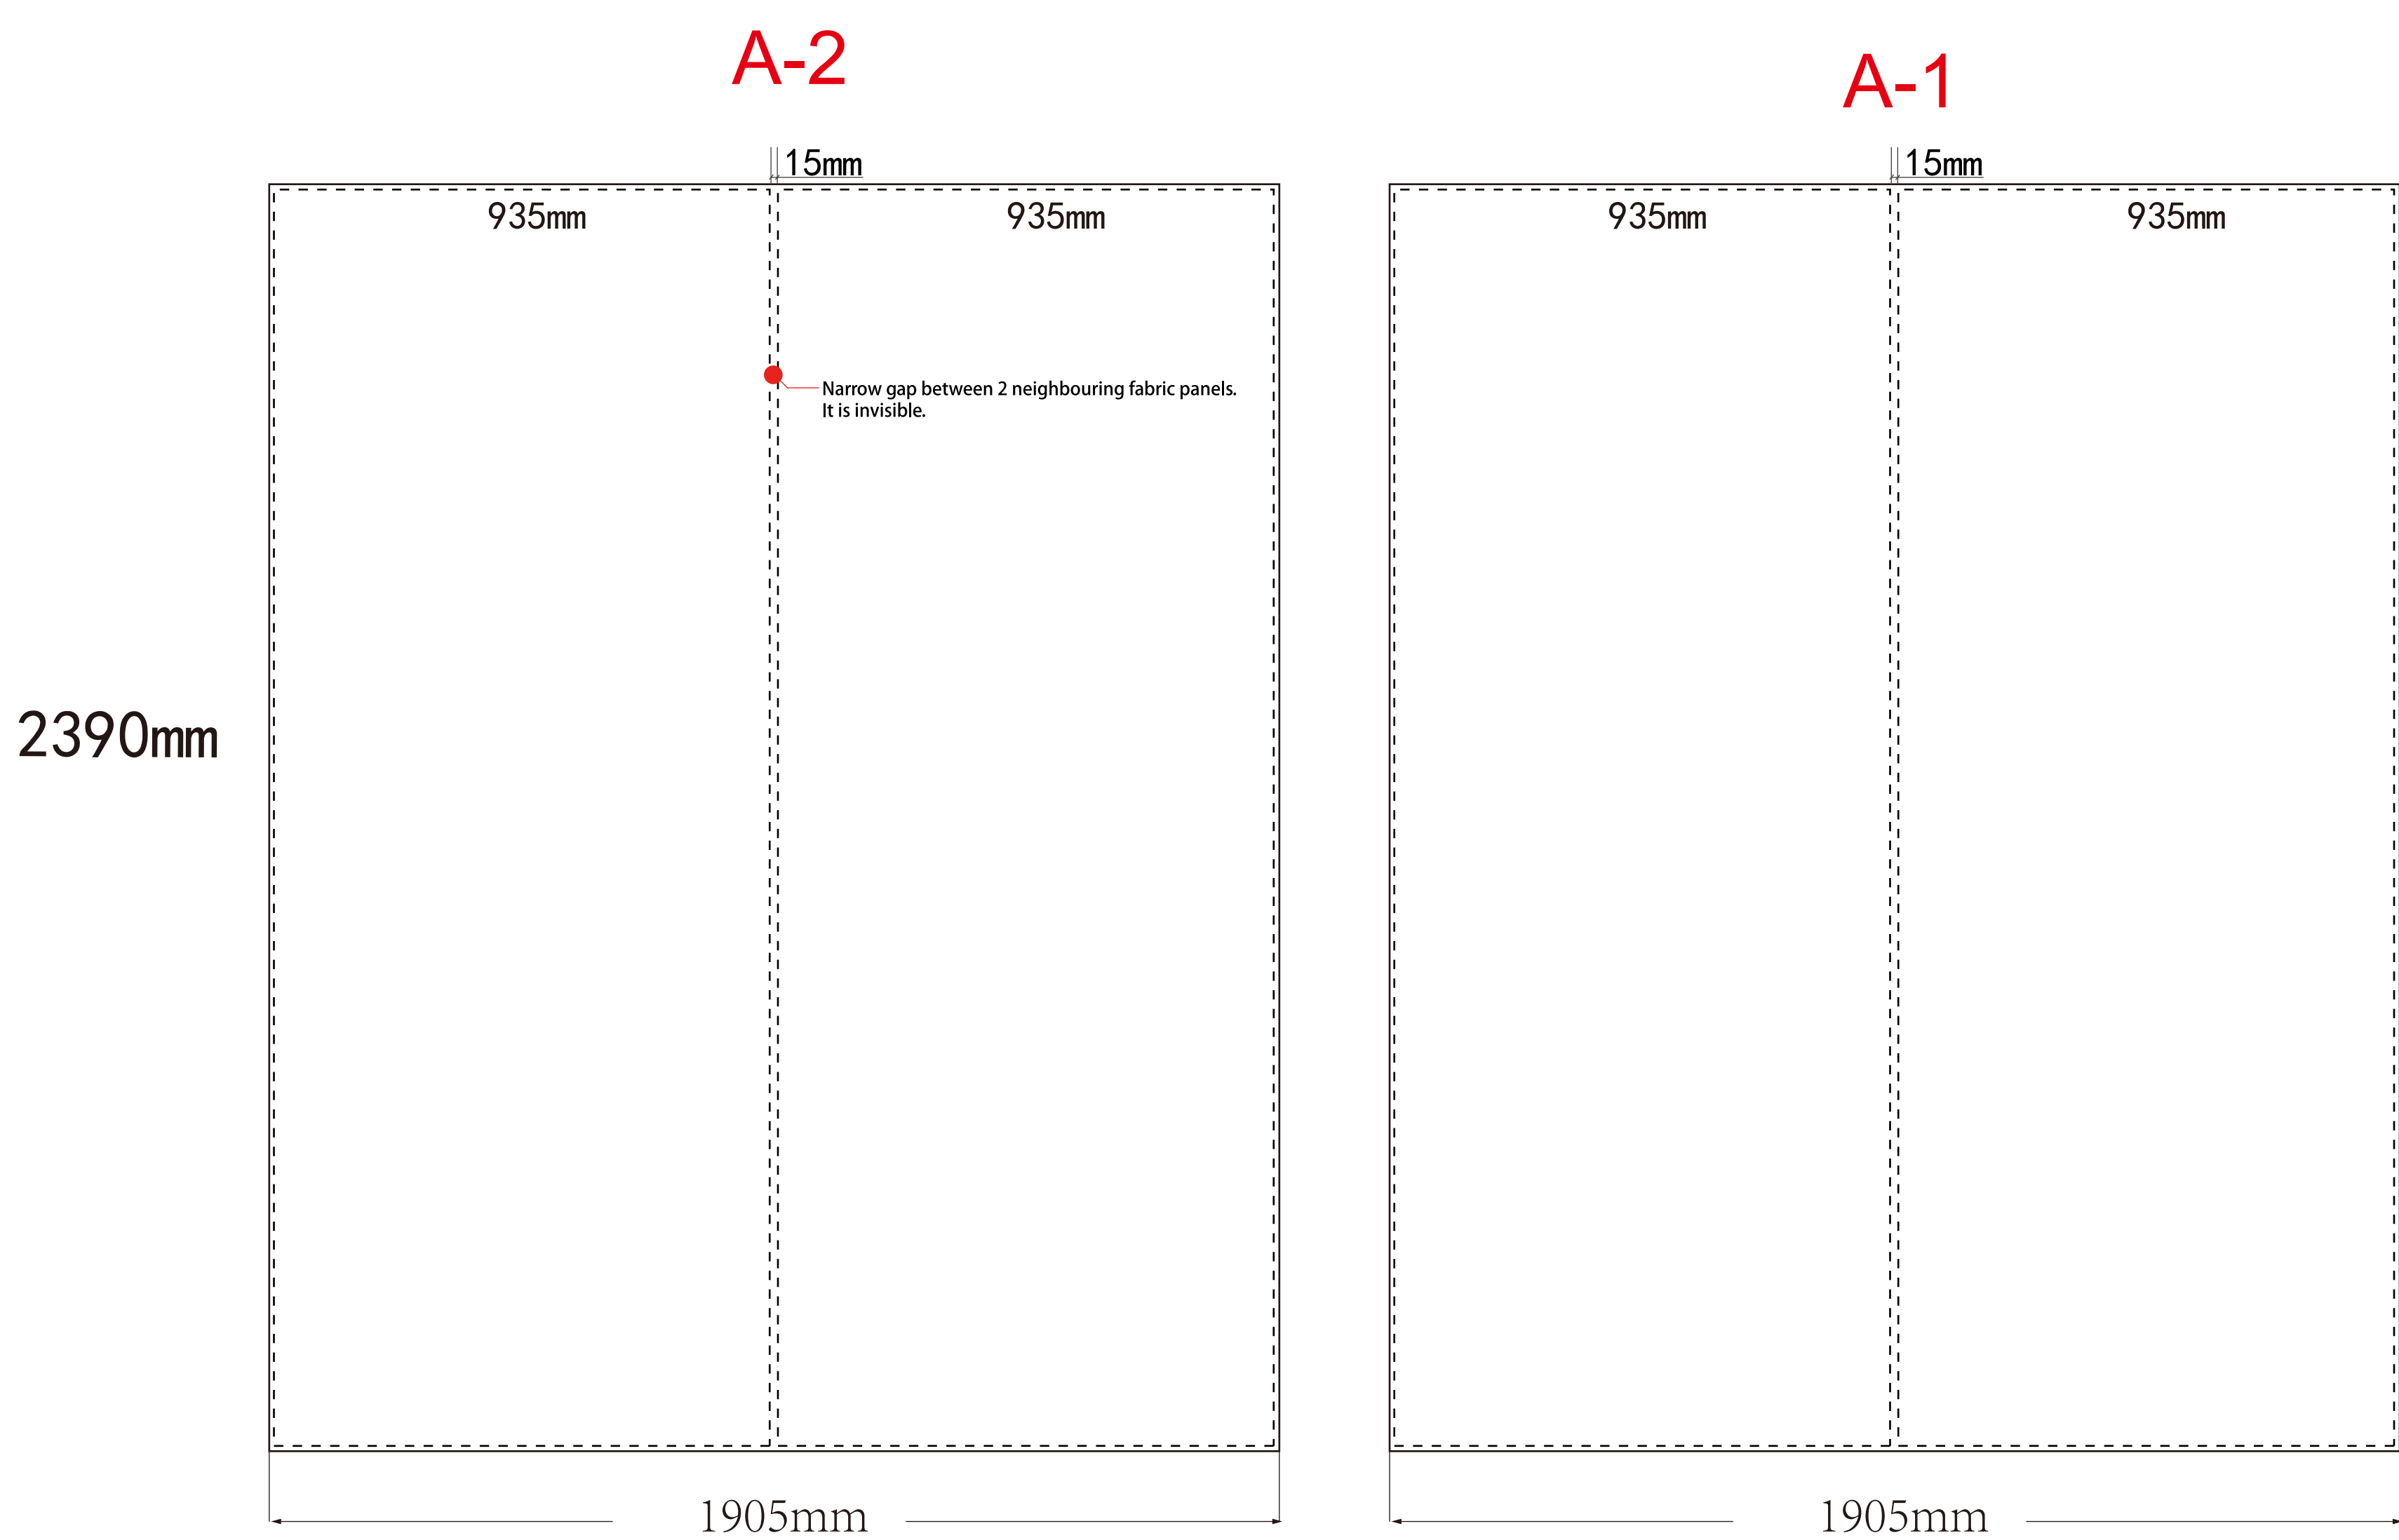 A-2
A-1
15mm
15mm
935mm
935mm
935mm
935mm
Narrow gap between 2 neighbouring fabric panels.
It is invisible.
2390mm
1905mm
1905mm